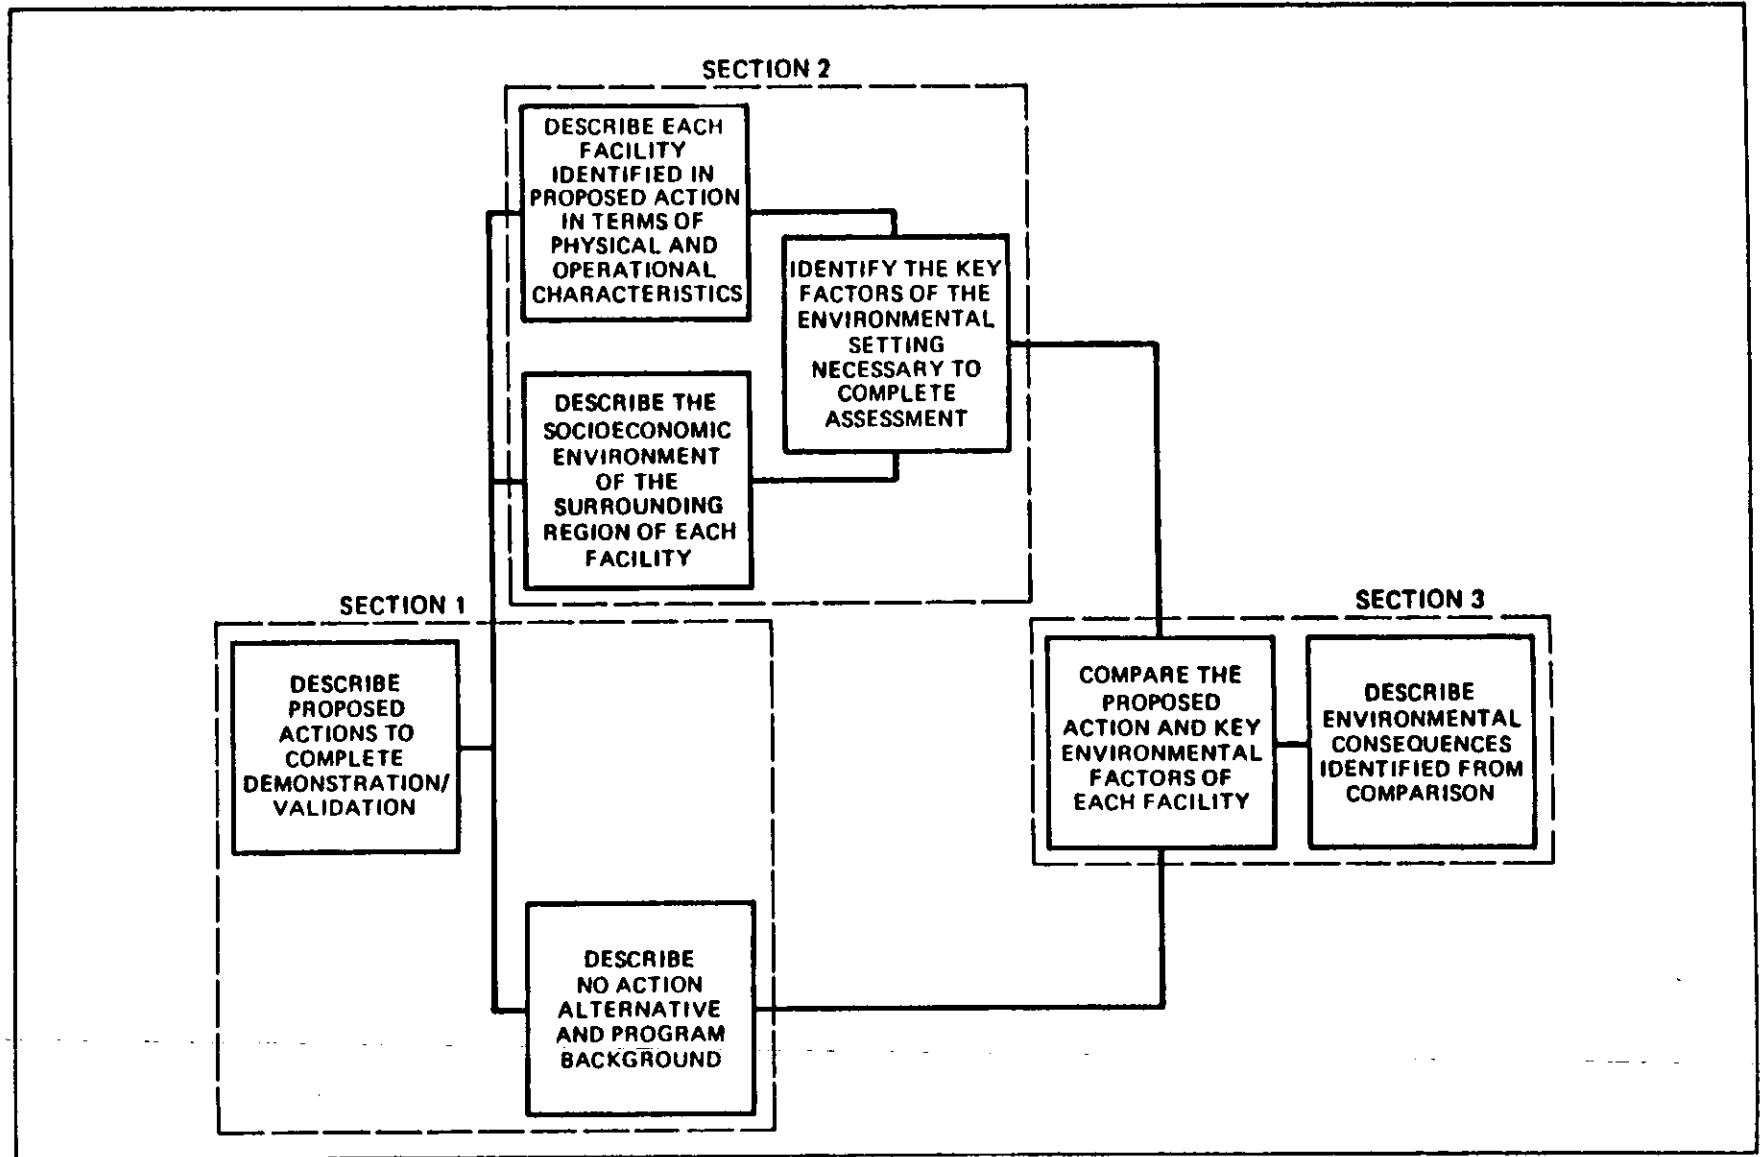 SECTION 2
DESCRIBE EACH
FACILITY
IDENTIFIED IN
PROPOSED ACTION
IN TERMS OF
PHYSICAL AND
OPERATIONAL
CHARACTERISTICS
IDENTIFY THE KEY
FACTORS OF THE
ENVIRONMENTAL
SETTING
NECESSARY TO
COMPLETE
ASSESSMENT
DESCRIBE THE
SOCIOECONOMIC
ENVIRONMENT
OF THE
SURROUNDING
REGION OF EACH
FACILITY
SECTION 1
DESCRIBE
PROPOSED
ACTIONS TO
COMPLETE
DEMONSTRATION/
VALIDATION
DESCRIBE
NO ACTION
ALTERNATIVE
AND PROGRAM
BACKGROUND
SECTION 3
COMPARE THE
PROPOSED
ACTION AND KEY
ENVIRONMENTAL
FACTORS OF
EACH FACILITY
DESCRIBE
ENVIRONMENTAL
CONSEQUENCES
IDENTIFIED FROM
COMPARISON